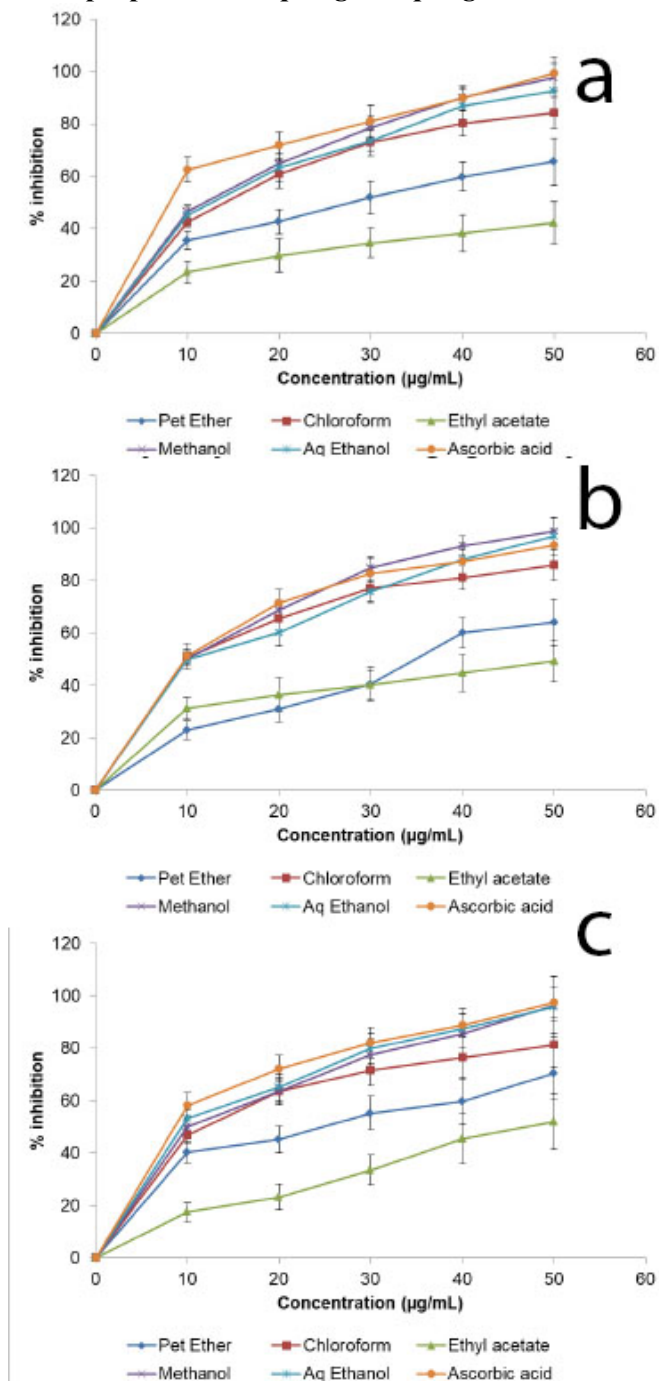 a
120
100
80
60
40
20
0
% inhibition
0 10 20 30 40 50 60
Concentration (µg/mL)
Pet Ether Chloroform Ethyl acetate
Methanol Aq Ethanol Ascorbic acid
b
120
100
80
60
40
20
0
% inhibition
0 10 20 30 40 50 60
Concentration (µg/mL)
Pet Ether Chloroform Ethyl acetate
Methanol Aq Ethanol Ascorbic acid
c
120
100
80
60
40
20
0
% inhibition
0 10 20 30 40 50 60
Concentration (µg/mL)
Pet Ether Chloroform Ethyl acetate
Methanol Aq Ethanol Ascorbic acid